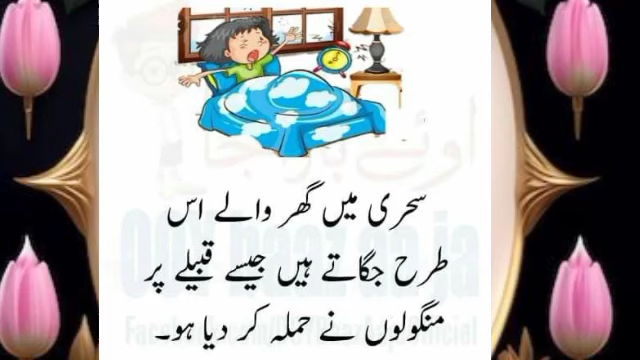 سحری میں گھر والے اس
طرح جگاتے ہیں جیسے قبیلے پر
منگولوں نے حملہ کر دیا ہو۔